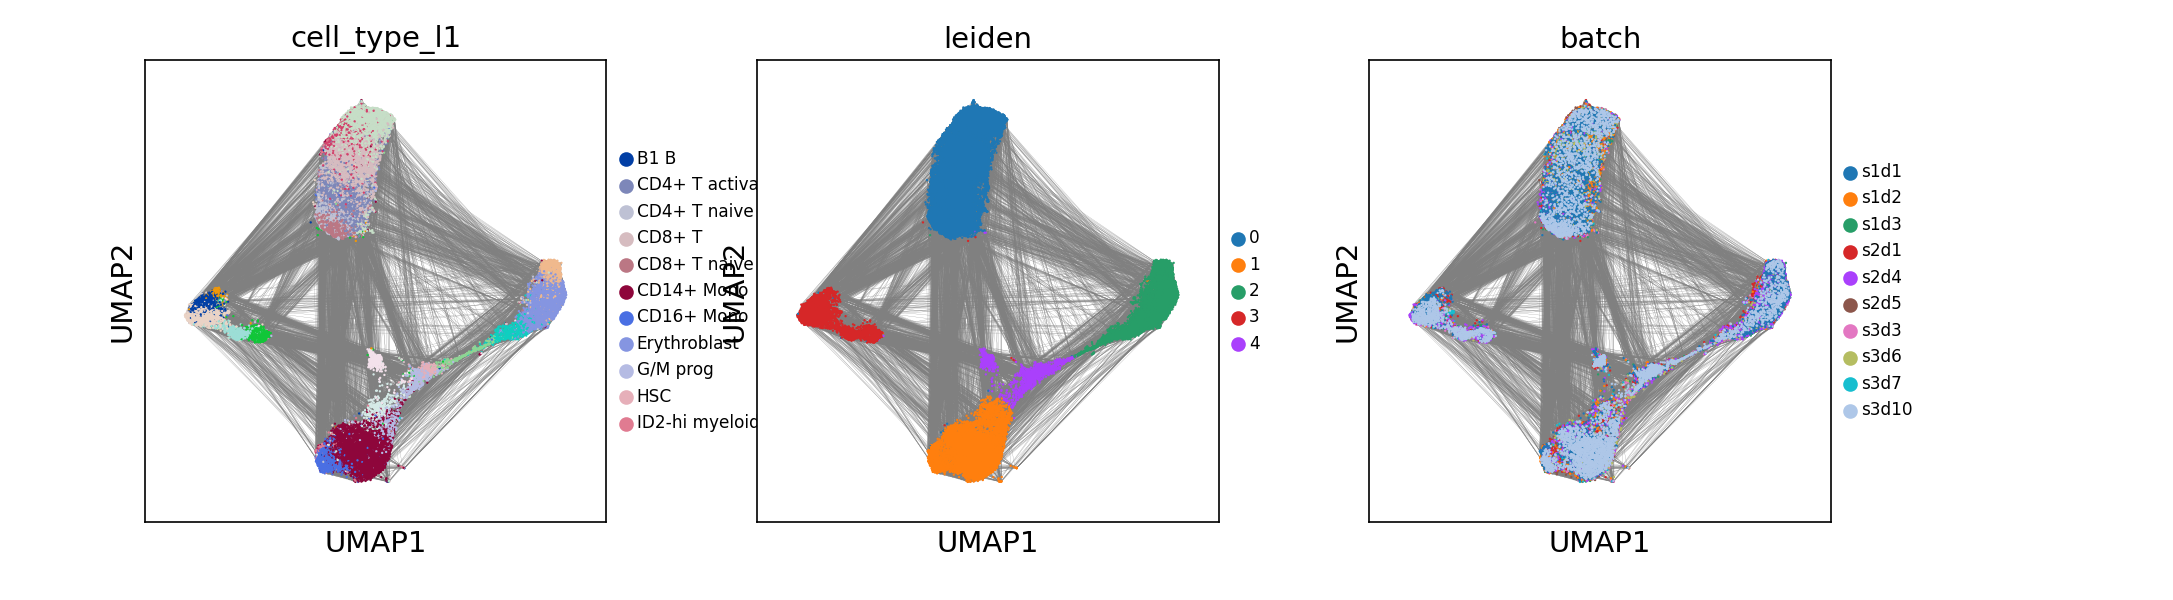 cell_type_l1
UMAP2
UMAP1
B1 B
CD4+ T activa
CD4+ T naive
CD8+ T
CD8+ T naive
CD14+ Mono
CD16+ Mono
Erythroblast
G/M prog
HSC
ID2-hi myeloid
leiden
UMAP2
UMAP1
0
1
2
3
4
batch
UMAP2
UMAP1
s1d1
s1d2
s1d3
s2d1
s2d4
s2d5
s3d3
s3d6
s3d7
s3d10